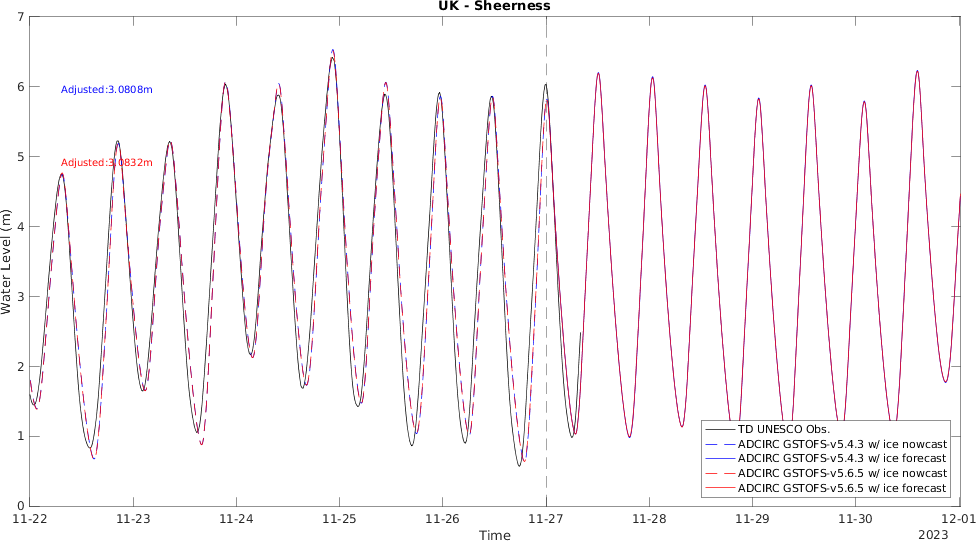 UK - Sheerness
7
6
5
4
3
2
1
0
Water Level (m)
Adjusted:3.0808m
Adjusted:3.0832m
TD UNESCO Obs.
ADCIRC GSTOFS-v5.4.3 w/ ice nowcast
ADCIRC GSTOFS-v5.4.3 w/ ice forecast
ADCIRC GSTOFS-v5.6.5 w/ ice nowcast
ADCIRC GSTOFS-v5.6.5 w/ ice forecast
11-22 11-23 11-24 11-25 11-26 11-27 11-28 11-29 11-30 12-01
Time
2023